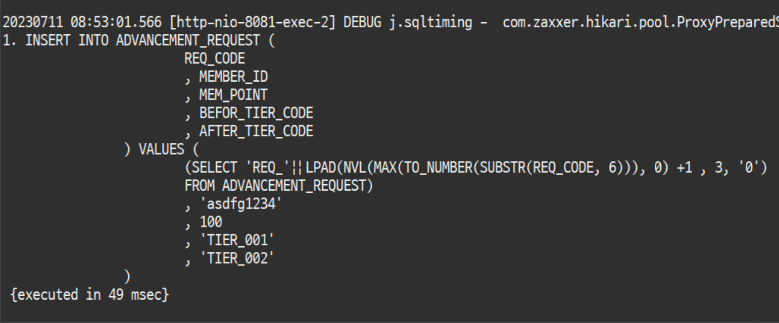 20230711 08:53:01.566 [http-nio-8081-exec-2] DEBUG j.sqltiming - com.zaxxer.hikari.pool.ProxyPreparedS
1. INSERT INTO ADVANCEMENT_REQUEST (
REQ_CODE
, MEMBER_ID
, MEM_POINT
, BEFOR_TIER_CODE
, AFTER_TIER_CODE
) VALUES (
(SELECT 'REQ_'||LPAD(NVL(MAX(TO_NUMBER(SUBSTR(REQ_CODE, 6))), 0) +1 , 3, '0')
FROM ADVANCEMENT_REQUEST)
, 'asdfg1234'
, 100
, 'TIER_001'
, 'TIER_002'
)
{executed in 49 msec}